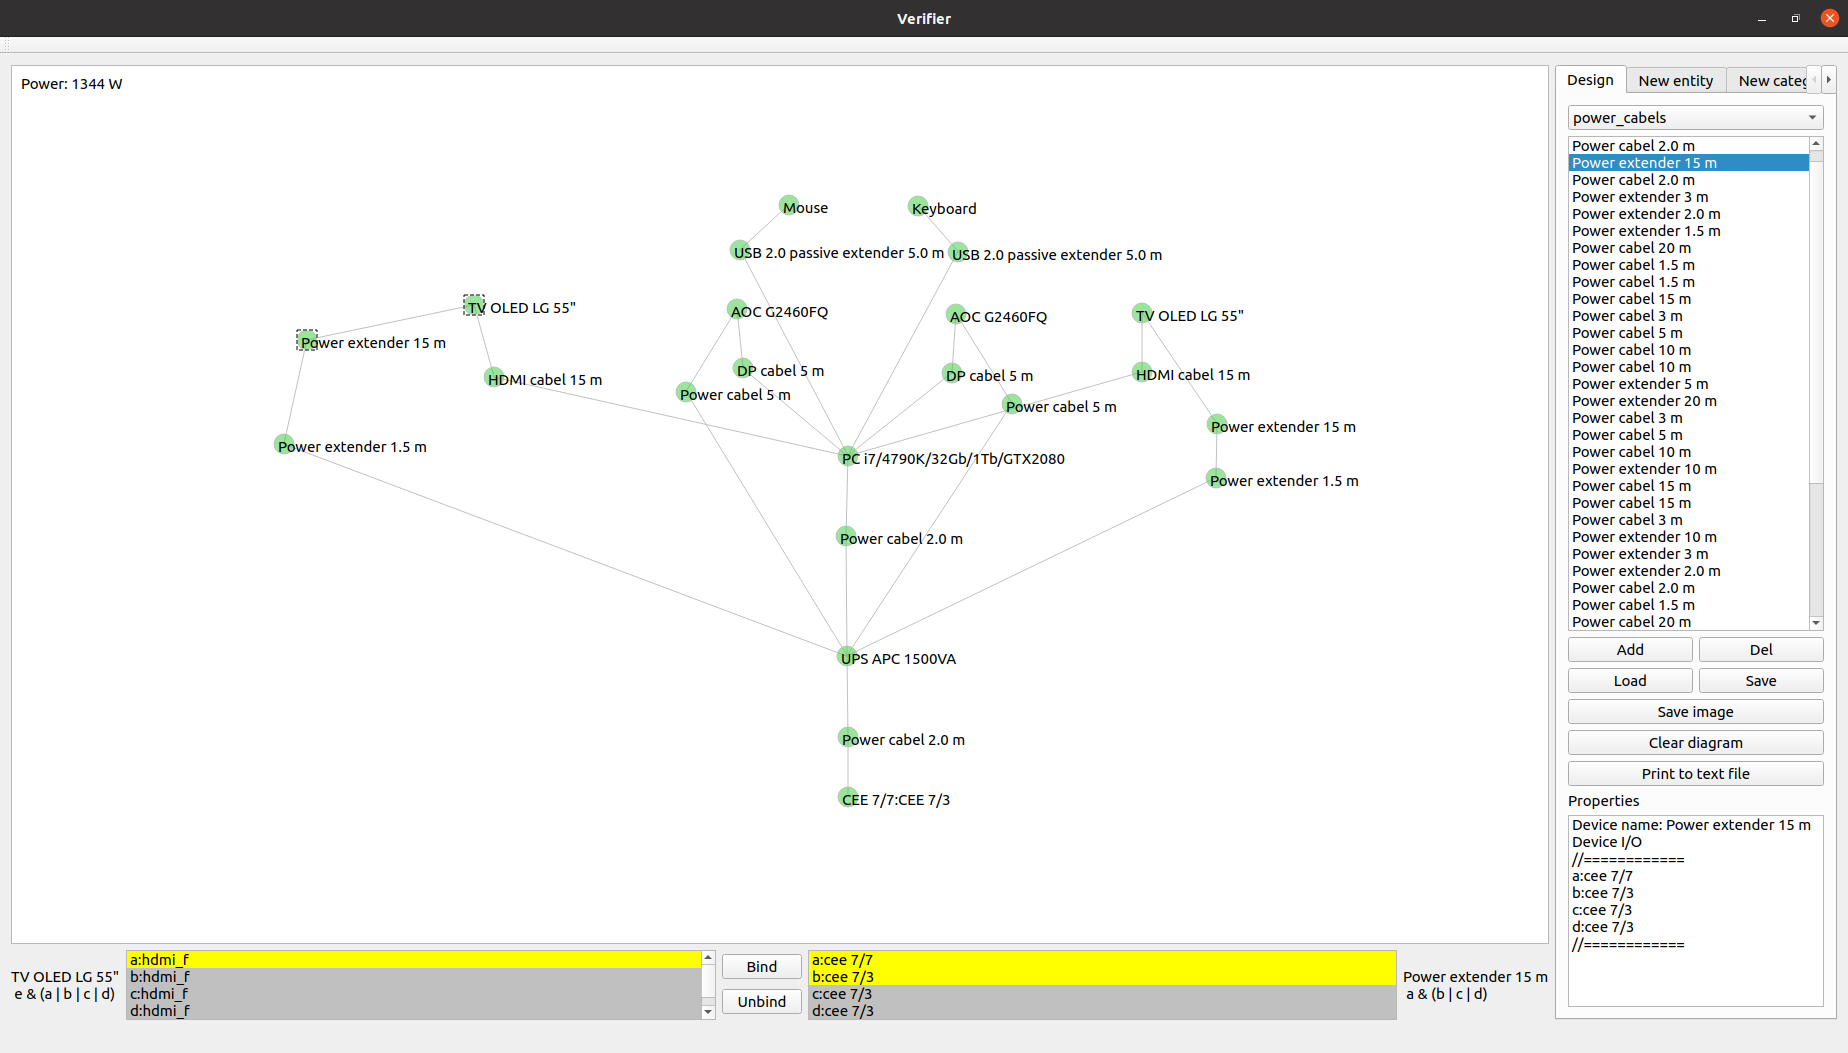 Verifier
Power: 1344 W
Mouse
Keyboard
USB 2.0 passive extender 5.0 m
USB 2.0 passive extender 5.0 m
TV OLED LG 55"
AOC G2460FQ
AOC G2460FQ
TV OLED LG 55"
Power extender 15 m
DP cabel 5 m
DP cabel 5 m
HDMI cabel 15 m
HDMI cabel 15 m
Power cabel 5 m
Power cabel 5 m
Power extender 15 m
Power extender 1.5 m
PC i7/4790K/32Gb/1Tb/GTX2080
Power extender 1.5 m
Power cabel 2.0 m
UPS APC 1500VA
Power cabel 2.0 m
CEE 7/7:CEE 7/3
TV OLED LG 55"
e & (a | b | c | d)
a:hdmi_f
b:hdmi_f
c:hdmi_f
d:hdmi_f
Bind
Unbind
a:cee 7/7
b:cee 7/3
c:cee 7/3
d:cee 7/3
Power extender 15 m
a & (b | c | d)
Design
New entity
New categ
power_cabels
Power cabel 2.0 m
Power extender 15 m
Power cabel 2.0 m
Power extender 3 m
Power extender 2.0 m
Power extender 1.5 m
Power cabel 20 m
Power cabel 1.5 m
Power cabel 1.5 m
Power cabel 15 m
Power cabel 3 m
Power cabel 5 m
Power cabel 10 m
Power cabel 10 m
Power extender 5 m
Power extender 20 m
Power cabel 3 m
Power cabel 5 m
Power cabel 10 m
Power extender 10 m
Power cabel 15 m
Power cabel 15 m
Power cabel 3 m
Power extender 10 m
Power extender 3 m
Power extender 2.0 m
Power cabel 2.0 m
Power cabel 1.5 m
Power cabel 20 m
Add
Del
Load
Save
Save image
Clear diagram
Print to text file
Properties
Device name: Power extender 15 m
Device I/O
//============
a:cee 7/7
b:cee 7/3
c:cee 7/3
d:cee 7/3
//============